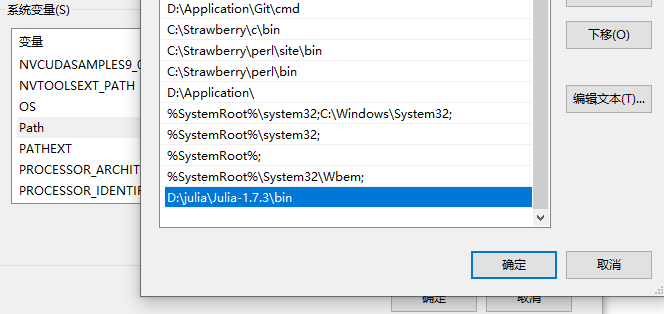 系统变量(S)
变量
NVCUDASAMPLES9_0
NVTOOLSEXT_PATH
OS
Path
PATHEXT
PROCESSOR_ARCHIT
PROCESSOR_IDENTIF
D:\Application\Git\cmd
C:\Strawberry\c\bin
C:\Strawberry\perl\site\bin
C:\Strawberry\perl\bin
D:\Application\
%SystemRoot%\system32;C:\Windows\System32;
%SystemRoot%\system32;
%SystemRoot%;
%SystemRoot%\System32\Wbem;
D:\julia\Julia-1.7.3\bin
下移(O)
编辑文本(T)...
确定
取消
确定
取消